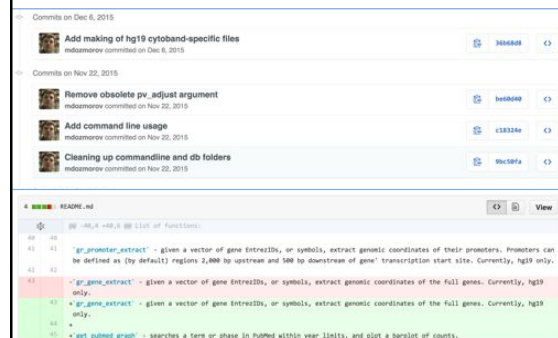 Commits on Dec 6, 2015
Add making of hg19 cytoband-specific files
mdozmorov committed on Dec 6, 2015
36b68d8
Commits on Nov 22, 2015
Remove obsolete pv_adjust argument
mdozmorov committed on Nov 22, 2015
be60d40
Add command line usage
mdozmorov committed on Nov 22, 2015
c18324e
Cleaning up commandline and db folders
mdozmorov committed on Nov 22, 2015
9bc50fa
4 README.md View
@@ -40,4 +40,6 @@ List of functions:
40 40
41 41 `gr_promoter_extract` - given a vector of gene EntrezIDs, or symbols, extract genomic coordinates of their promoters. Promoters can
be defined as (by default) regions 2,000 bp upstream and 500 bp downstream of gene' transcription start site. Currently, hg19 only.
42 42
43 -`gr_gene_extract` - given a vector of gene EntrezIDs, or symbols, extract genomic coordinates of the full genes. Currently, hg19
only.
43 +`gr_gene_extract` - given a vector of gene EntrezIDs, or symbols, extract genomic coordinates of the full genes. Currently, hg19
only.
44 +
45 +`get_pubmed_graph` - searches a term or phase in PubMed within year limits, and plot a barplot of counts.